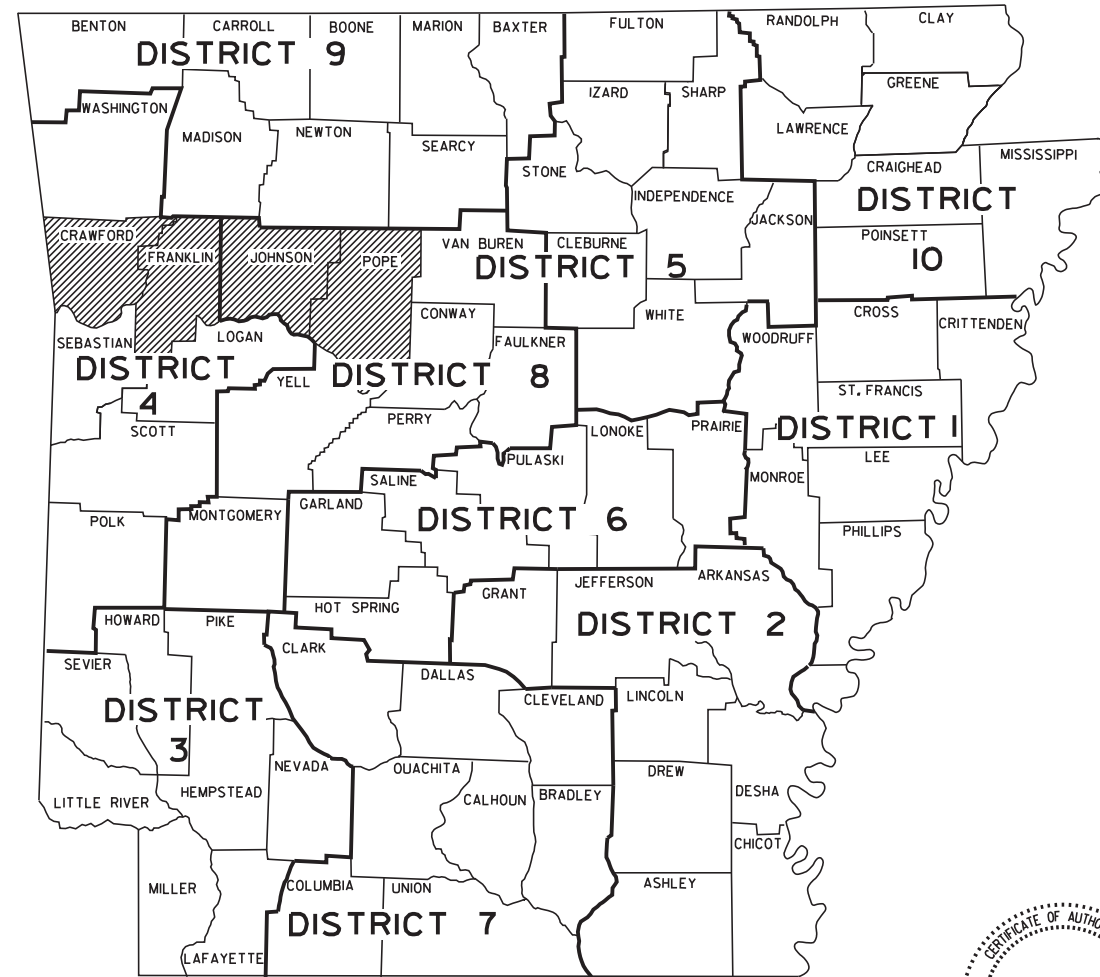 BENTON CARROLL BOONE MARION BAXTER FULTON RANDOLPH CLAY
DISTRICT 9
WASHINGTON IZARD SHARP GREENE
MADISON NEWTON SEARCY LAWRENCE
STONE CRAIGHEAD MISSISSIPPI
INDEPENDENCE DISTRICT
JACKSON
10
CRAWFORD FRANKLIN JOHNSON POPE VAN BUREN CLEBURNE POINSETT
DISTRICT 5
CONWAY WHITE CROSS CRITTENDEN
SEBASTIAN LOGAN FAULKNER WOODRUFF
DISTRICT
4
YELL DISTRICT 8
ST. FRANCIS
SCOTT PERRY LONOKE PRAIRIE DISTRICT 1
PULASKI LEE
SALINE MONROE
POLK MONTGOMERY GARLAND DISTRICT 6 PHILLIPS
HOT SPRING GRANT JEFFERSON ARKANSAS
HOWARD PIKE DISTRICT 2
SEVIER CLARK DALLAS
CLEVELAND LINCOLN
DISTRICT
3
NEVADA OUACHITA DREW
LITTLE RIVER HEMPSTEAD CALHOUN BRADLEY DESHA
CHICOT
MILLER COLUMBIA UNION ASHLEY
DISTRICT 7
LAFAYETTE
CERTIFICATE OF